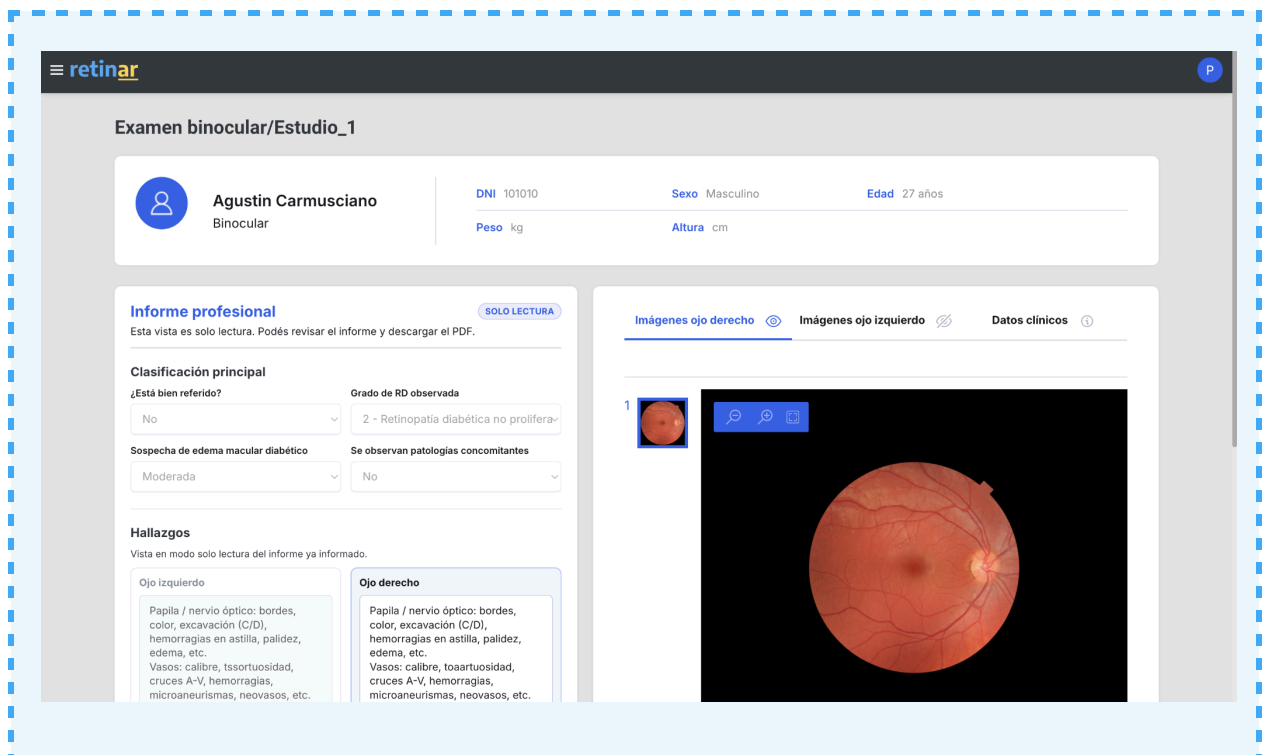 retinar
P
Examen binocular/Estudio_1
Agustin Carmusciano
Binocular
DNI 101010
Sexo Masculino
Edad 27 años
Peso kg
Altura cm
Informe profesional
SOLO LECTURA
Esta vista es solo lectura. Podés revisar el informe y descargar el PDF.
Clasificación principal
¿Está bien referido?
Grado de RD observada
No
2 - Retinopatía diabética no prolifera
Sospecha de edema macular diabético
Se observan patologías concomitantes
Moderada
No
Hallazgos
Vista en modo solo lectura del informe ya informado.
Ojo izquierdo
Papila / nervio óptico: bordes,
color, excavación (C/D),
hemorragias en astilla, palidez,
edema, etc.
Vasos: calibre, tssortuosidad,
cruces A-V, hemorragias,
microaneurismas, neovasos, etc.
Ojo derecho
Papila / nervio óptico: bordes,
color, excavación (C/D),
hemorragias en astilla, palidez,
edema, etc.
Vasos: calibre, toaartuosidad,
cruces A-V, hemorragias,
microaneurismas, neovasos, etc.
Imágenes ojo derecho
Imágenes ojo izquierdo
Datos clínicos
1